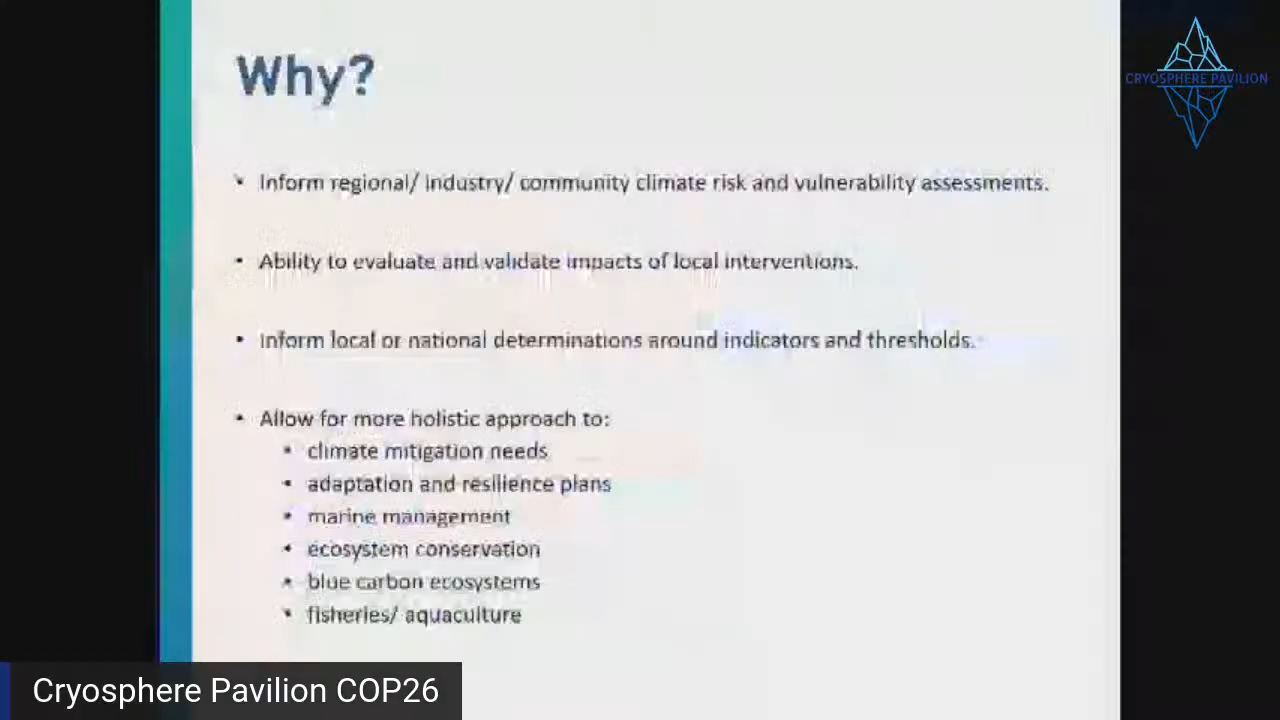 Why?
CRYOSPHERE PAVILION
• Inform regional/ industry/ community climate risk and vulnerability assessments.
• Ability to evaluate and validate impacts of local interventions.
• Inform local or national determinations around indicators and thresholds.
• Allow for more holistic approach to:
• climate mitigation needs
• adaptation and resilience plans
• marine management
• ecosystem conservation
• blue carbon ecosystems
• fisheries/ aquaculture
Cryosphere Pavilion COP26